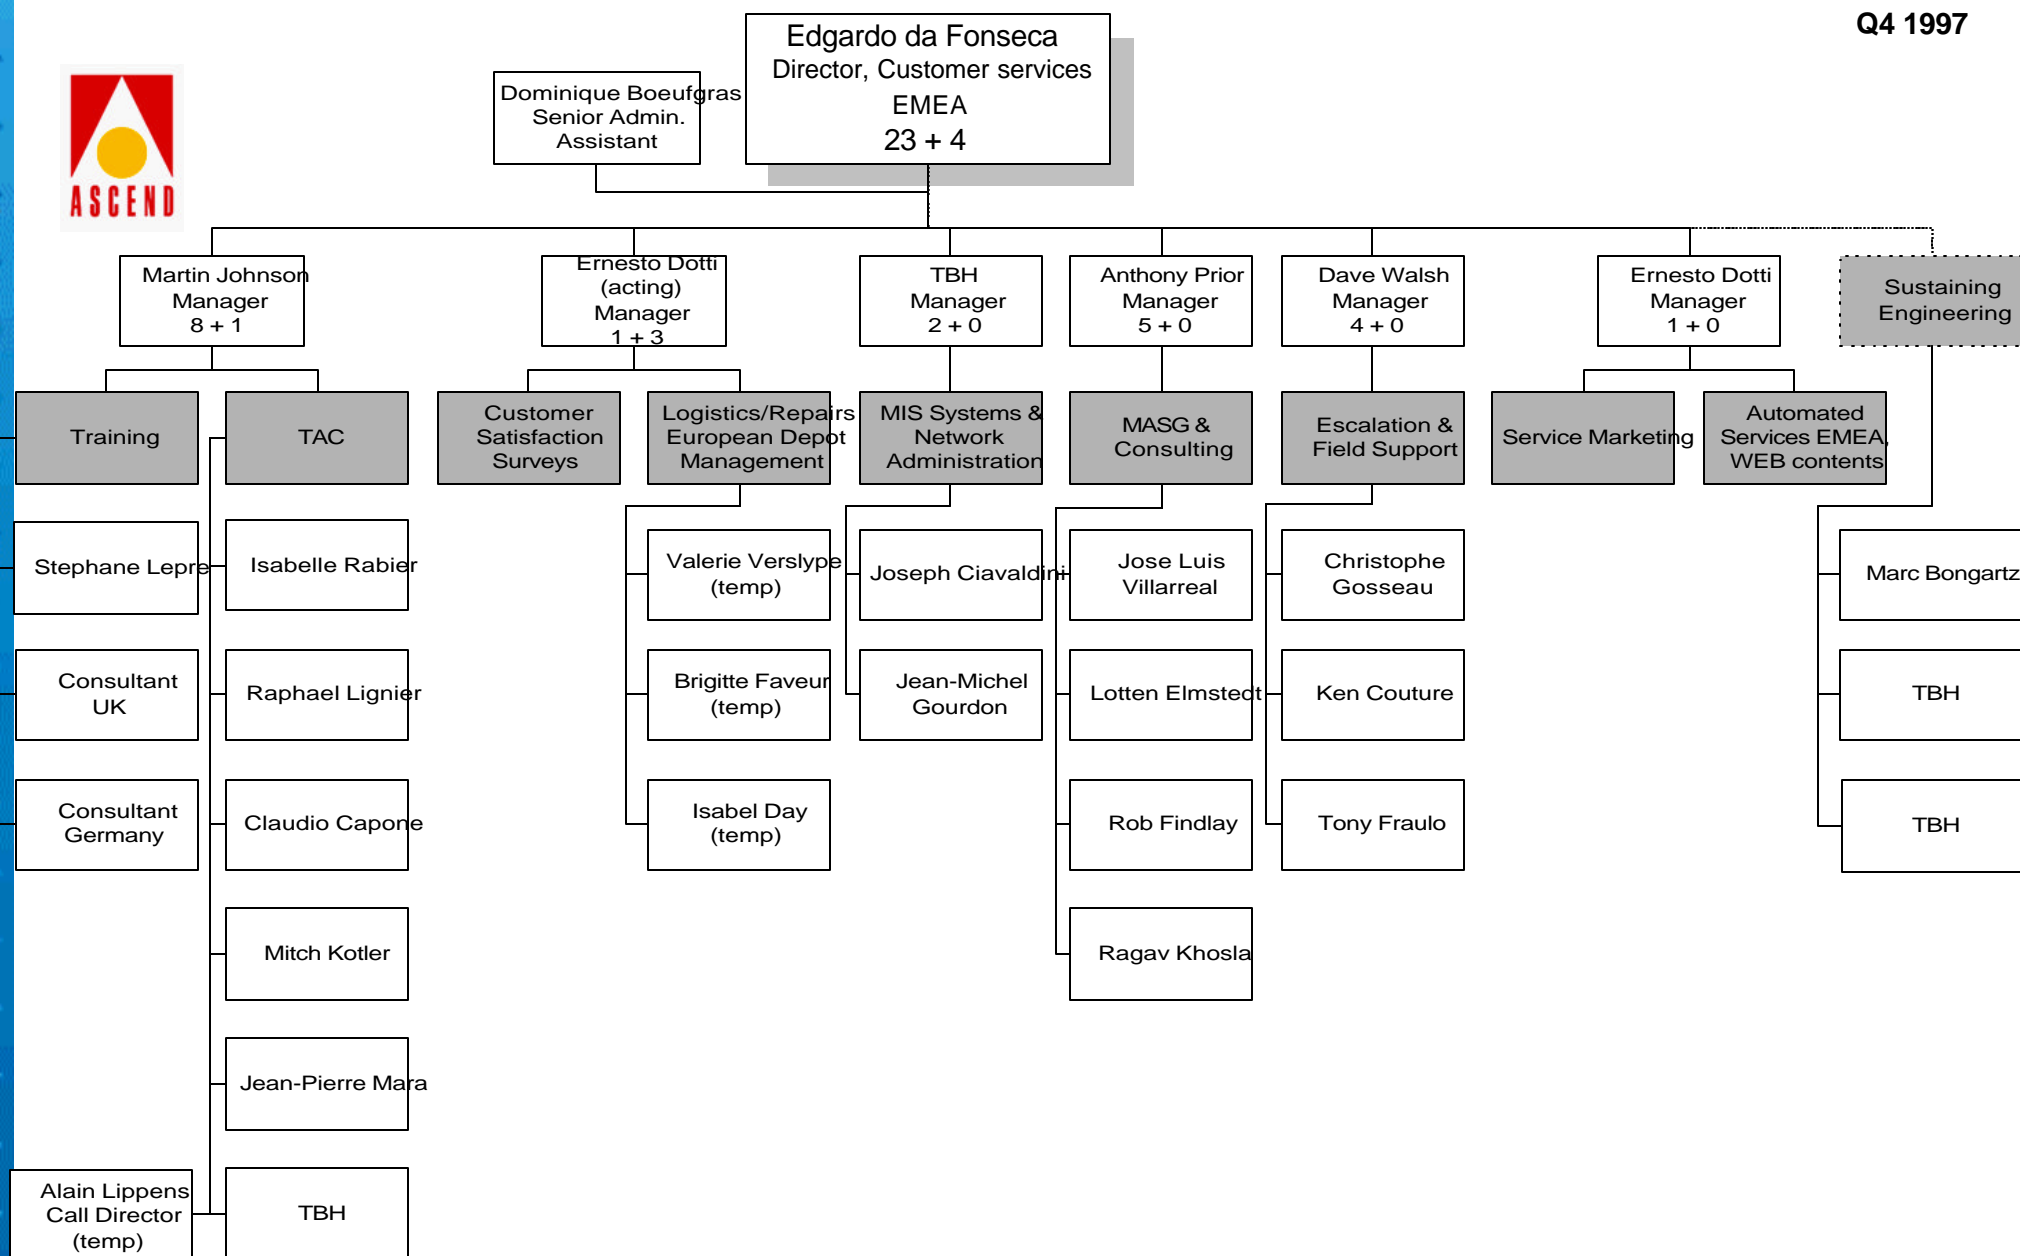 Q4 1997
Edgardo da Fonseca
Director, Customer services
EMEA
23 + 4
Dominique Boeufgras
Senior Admin.
Assistant
ASCEND
Martin Johnson
Manager
8 + 1
Ernesto Dotti
(acting)
Manager
1 + 3
TBH
Manager
2 + 0
Anthony Prior
Manager
5 + 0
Dave Walsh
Manager
4 + 0
Ernesto Dotti
Manager
1 + 0
Sustaining
Engineering
Training
TAC
Customer
Satisfaction
Surveys
Logistics/Repairs
European Depot
Management
MIS Systems &
Network
Administration
MASG &
Consulting
Escalation &
Field Support
Service Marketing
Automated
Services EMEA,
WEB contents
Stephane Lepre
Isabelle Rabier
Valerie Verslype
(temp)
Joseph Ciavaldini
Jose Luis
Villarreal
Christophe
Gosseau
Marc Bongartz
Consultant
UK
Raphael Lignier
Brigitte Faveur
(temp)
Jean-Michel
Gourdon
Lotten Elmstedt
Ken Couture
TBH
Consultant
Germany
Claudio Capone
Isabel Day
(temp)
Rob Findlay
Tony Fraulo
TBH
Mitch Kotler
Ragav Khosla
Jean-Pierre Mara
Alain Lippens
Call Director
(temp)
TBH